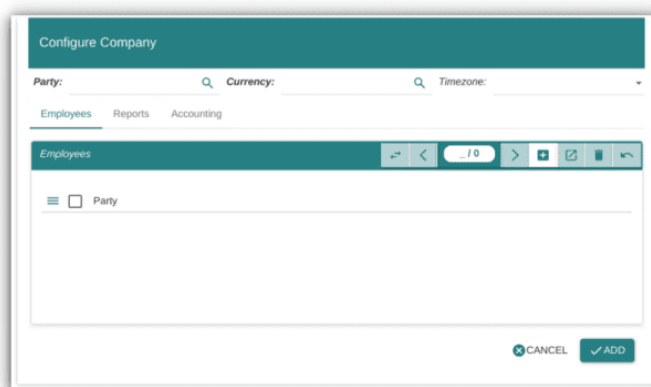 Configure Company
Party: Currency: Timezone:
Employees Reports Accounting
Employees _ / 0
Party
CANCEL ADD